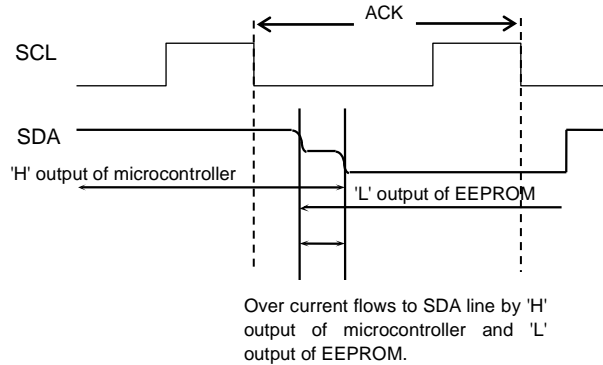 ACK
SCL
SDA
'H' output of microcontroller
'L' output of EEPROM
Over current flows to SDA line by 'H'
output of microcontroller and 'L'
output of EEPROM.